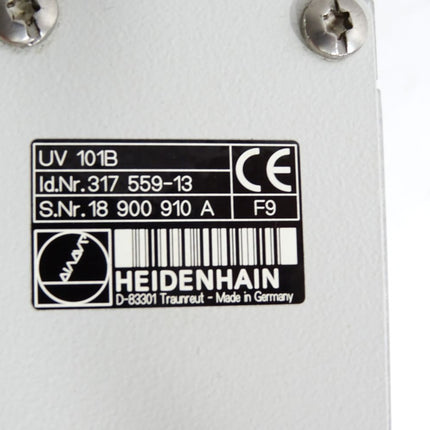 UV 101B
Id.Nr. 317 559-13
S.Nr. 18 900 910 A
F9
CE
HEIDENHAIN
D-83301 Traunreut - Made in Germany